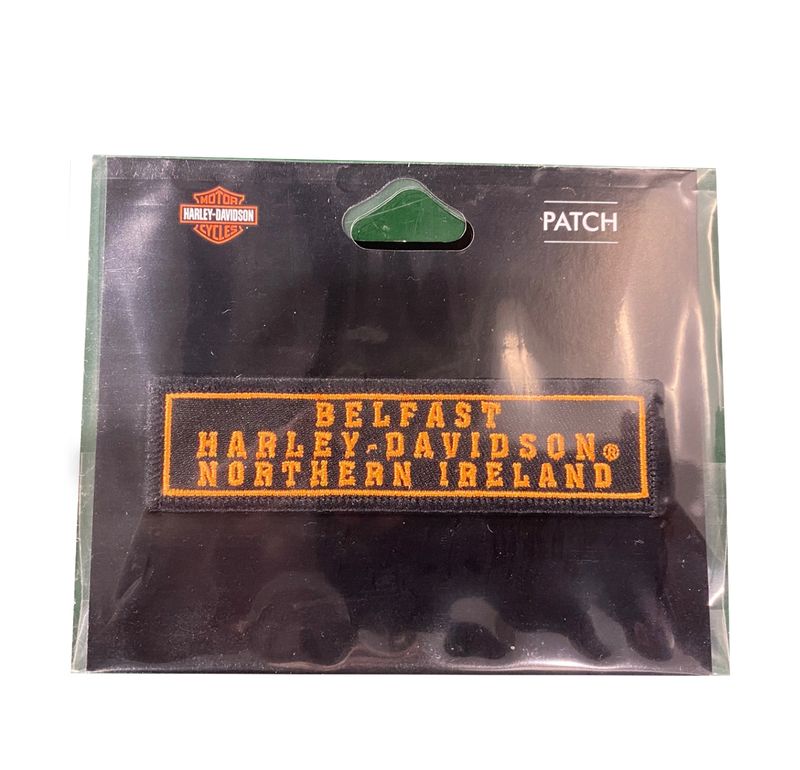 MOTOR
HARLEY-DAVIDSON
CYCLES
PATCH
BELFAST
HARLEY-DAVIDSON®
NORTHERN IRELAND